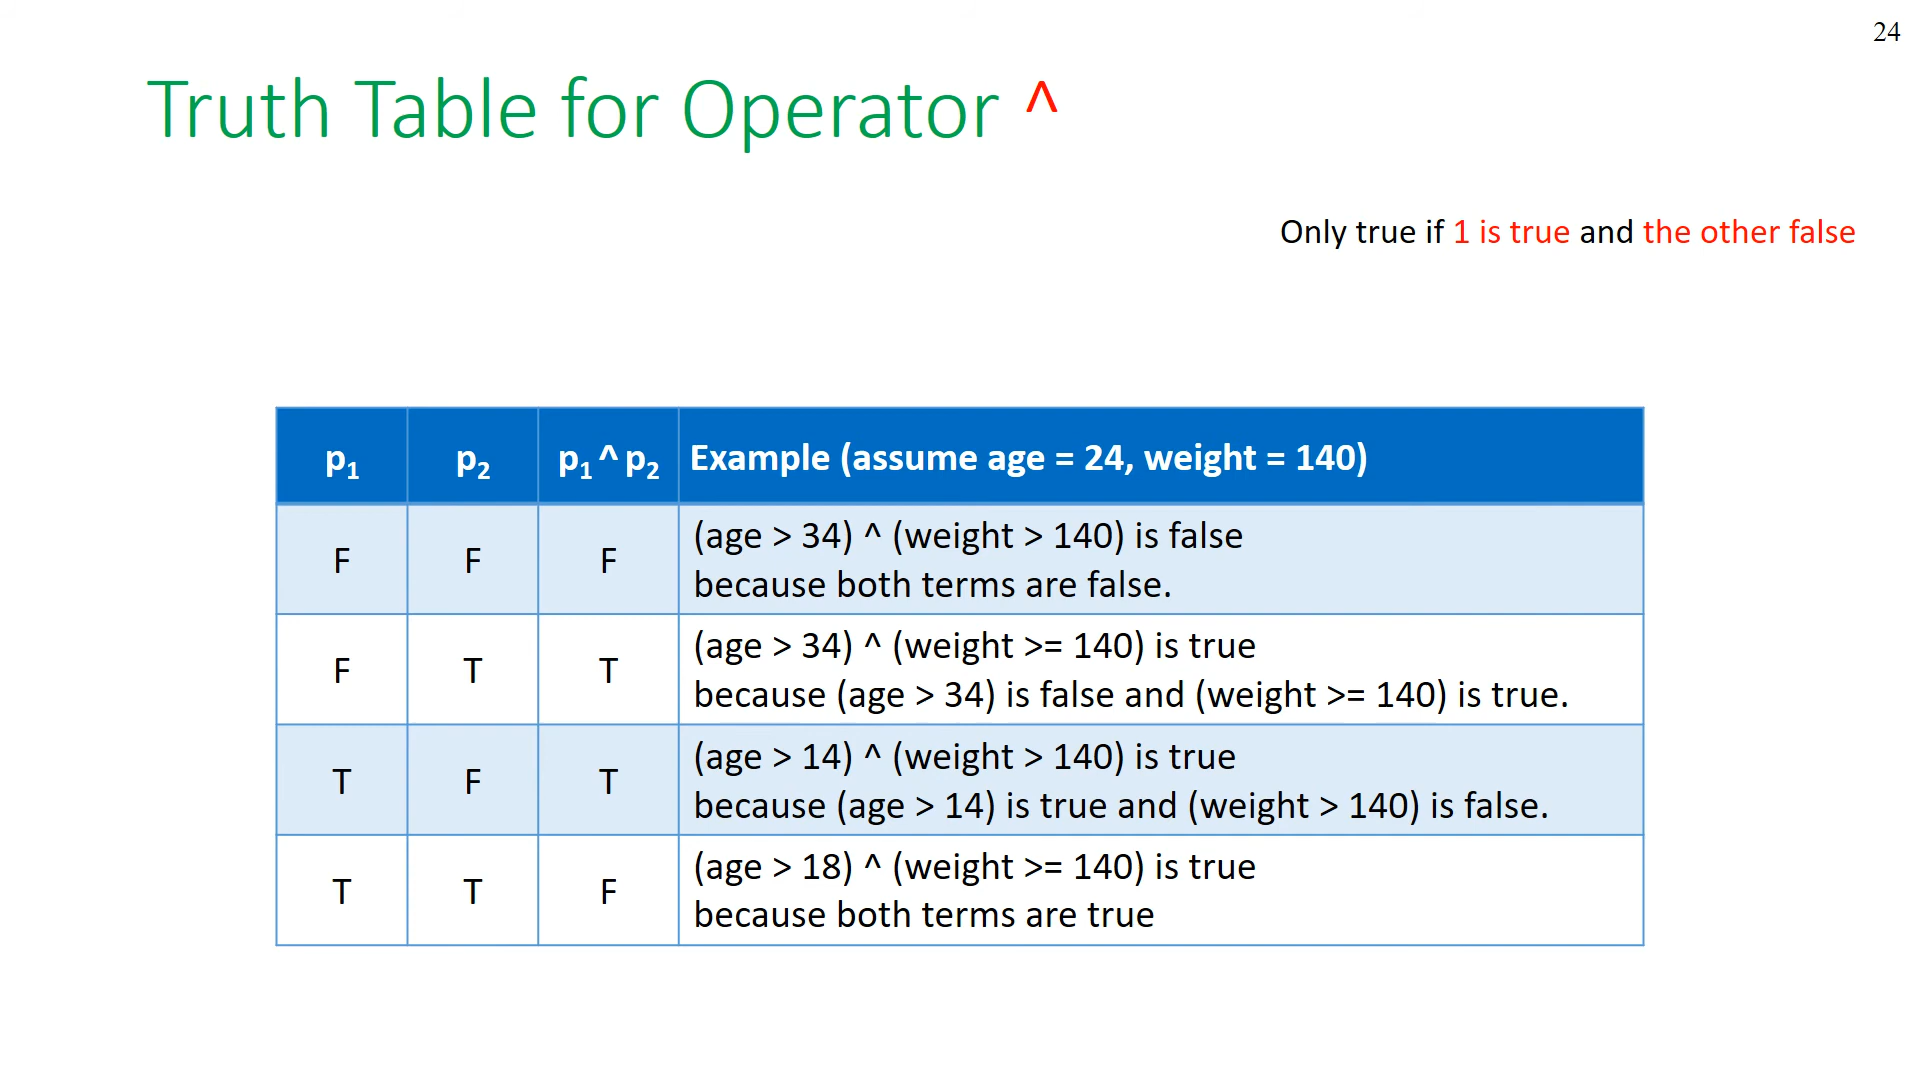 24
Truth Table for Operator ^
Only true if 1 is true and the other false
p₁ p₂ p₁ ^ p₂ Example (assume age = 24, weight = 140)
F F F (age > 34) ^ (weight > 140) is false
because both terms are false.
F T T (age > 34) ^ (weight >= 140) is true
because (age > 34) is false and (weight >= 140) is true.
T F T (age > 14) ^ (weight > 140) is true
because (age > 14) is true and (weight > 140) is false.
T T F (age > 18) ^ (weight >= 140) is true
because both terms are true